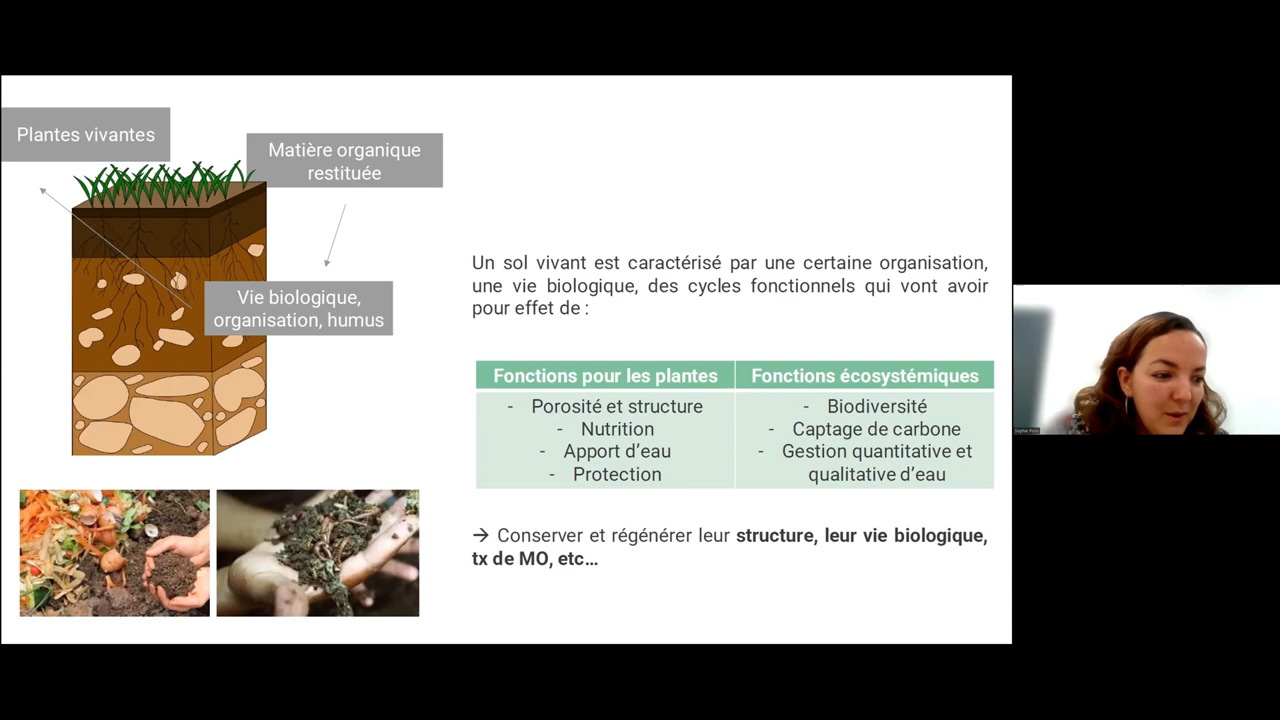 Plantes vivantes
Matière organique
restituée
Vie biologique,
organisation, humus
Un sol vivant est caractérisé par une certaine organisation,
une vie biologique, des cycles fonctionnels qui vont avoir
pour effet de :
Fonctions pour les plantes
- Porosité et structure
- Nutrition
- Apport d'eau
- Protection
Fonctions écosystémiques
- Biodiversité
- Captage de carbone
- Gestion quantitative et
qualitative d'eau
→ Conserver et régénérer leur structure, leur vie biologique,
tx de MO, etc…